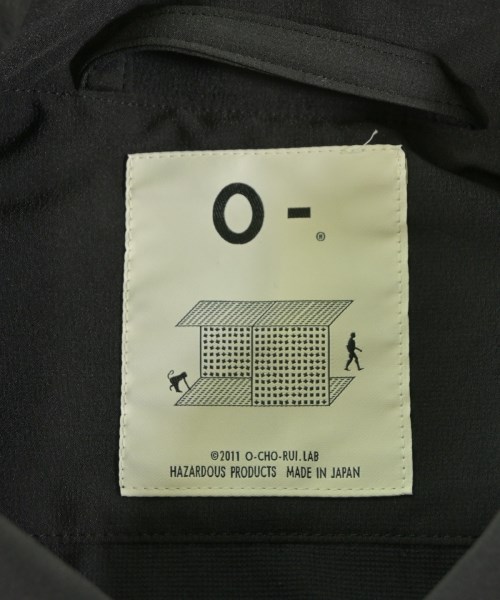 O - ®
©2011 O-CHO-RUI.LAB
HAZARDOUS PRODUCTS MADE IN JAPAN